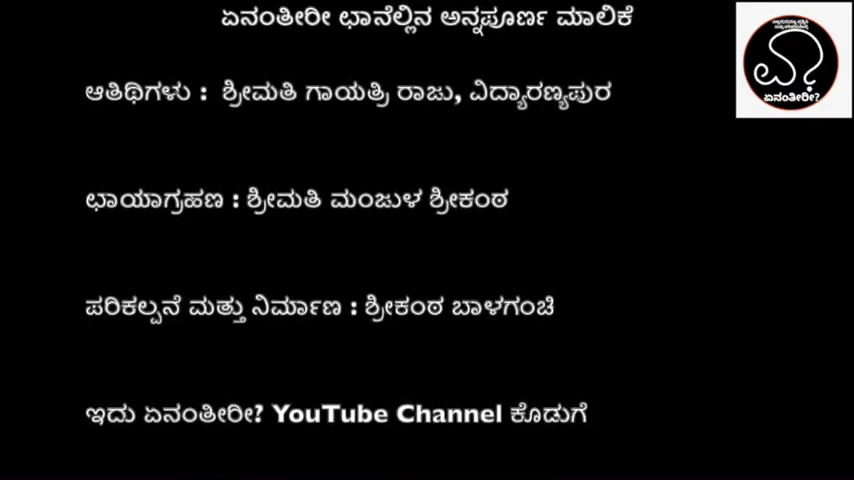 ಏನಂತೀರೀ ಛಾನೆಲ್ಲಿನ ಅನ್ನಪೂರ್ಣ ಮಾಲಿಕೆ
ಆತಿಥಿಗಳು : ಶ್ರೀಮತಿ ಗಾಯತ್ರಿ ರಾಜು, ವಿದ್ಯಾರಣ್ಯಪುರ
ಛಾಯಾಗ್ರಹಣ : ಶ್ರೀಮತಿ ಮಂಜುಳ ಶ್ರೀಕಂಠ
ಪರಿಕಲ್ಪನೆ ಮತ್ತು ನಿರ್ಮಾಣ : ಶ್ರೀಕಂಠ ಬಾಳಗಂಚಿ
ಇದು ಏನಂತೀರೀ? YouTube Channel ಕೊಡುಗೆ
ಏನಂತೀರೀ?